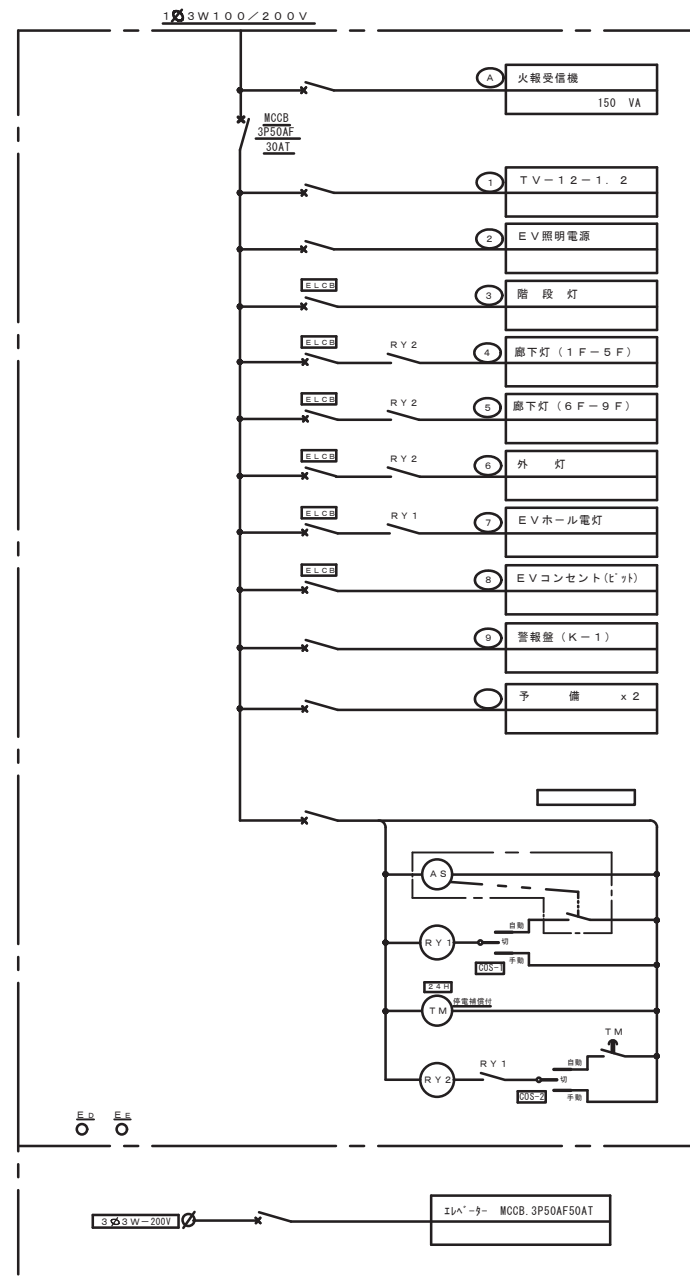 1Φ3W100/200V
A 火報受信機
150 VA
MCCB
3P50AF
30AT
1 TV-12-1.2
2 EV照明電源
ELCB
3 階段灯
ELCB RY2
4 廊下灯(1F-5F)
ELCB RY2
5 廊下灯(6F-9F)
ELCB RY2
6 外灯
ELCB RY1
7 EVホール電灯
ELCB
8 EVコンセント(ピット)
9 警報盤(K-1)
予備 x2
AS
自動
RY1 切
COS-1 手動
24H
TM 停電補償付
TM
RY1 自動
RY2 切
COS-2 手動
ED EE
3Φ3W-200V
エレベーター MCCB.3P50AF50AT